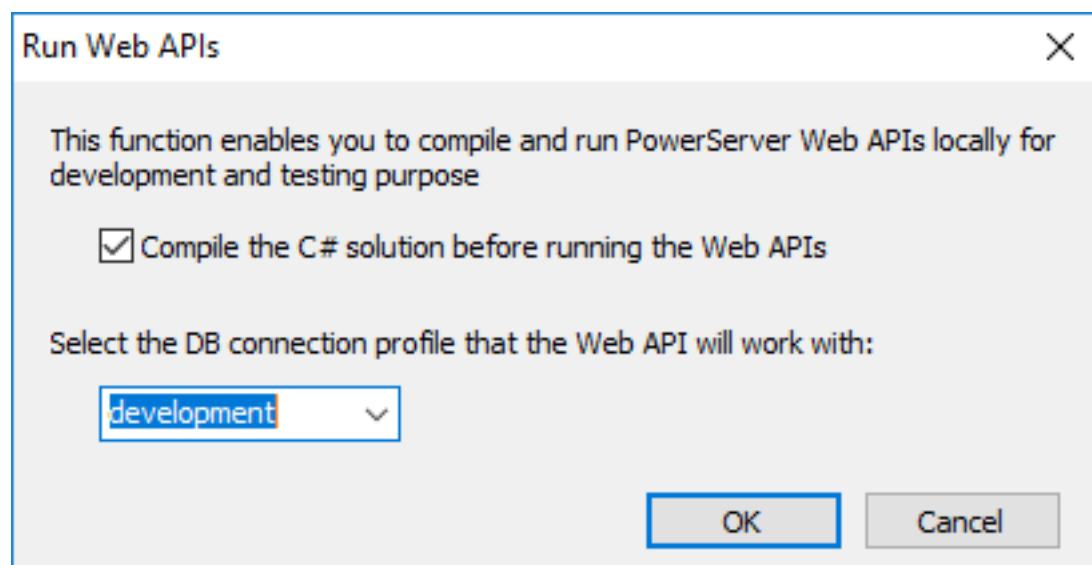 Run Web APIs
This function enables you to compile and run PowerServer Web APIs locally for
development and testing purpose
Compile the C# solution before running the Web APIs
Select the DB connection profile that the Web API will work with:
development
OK Cancel